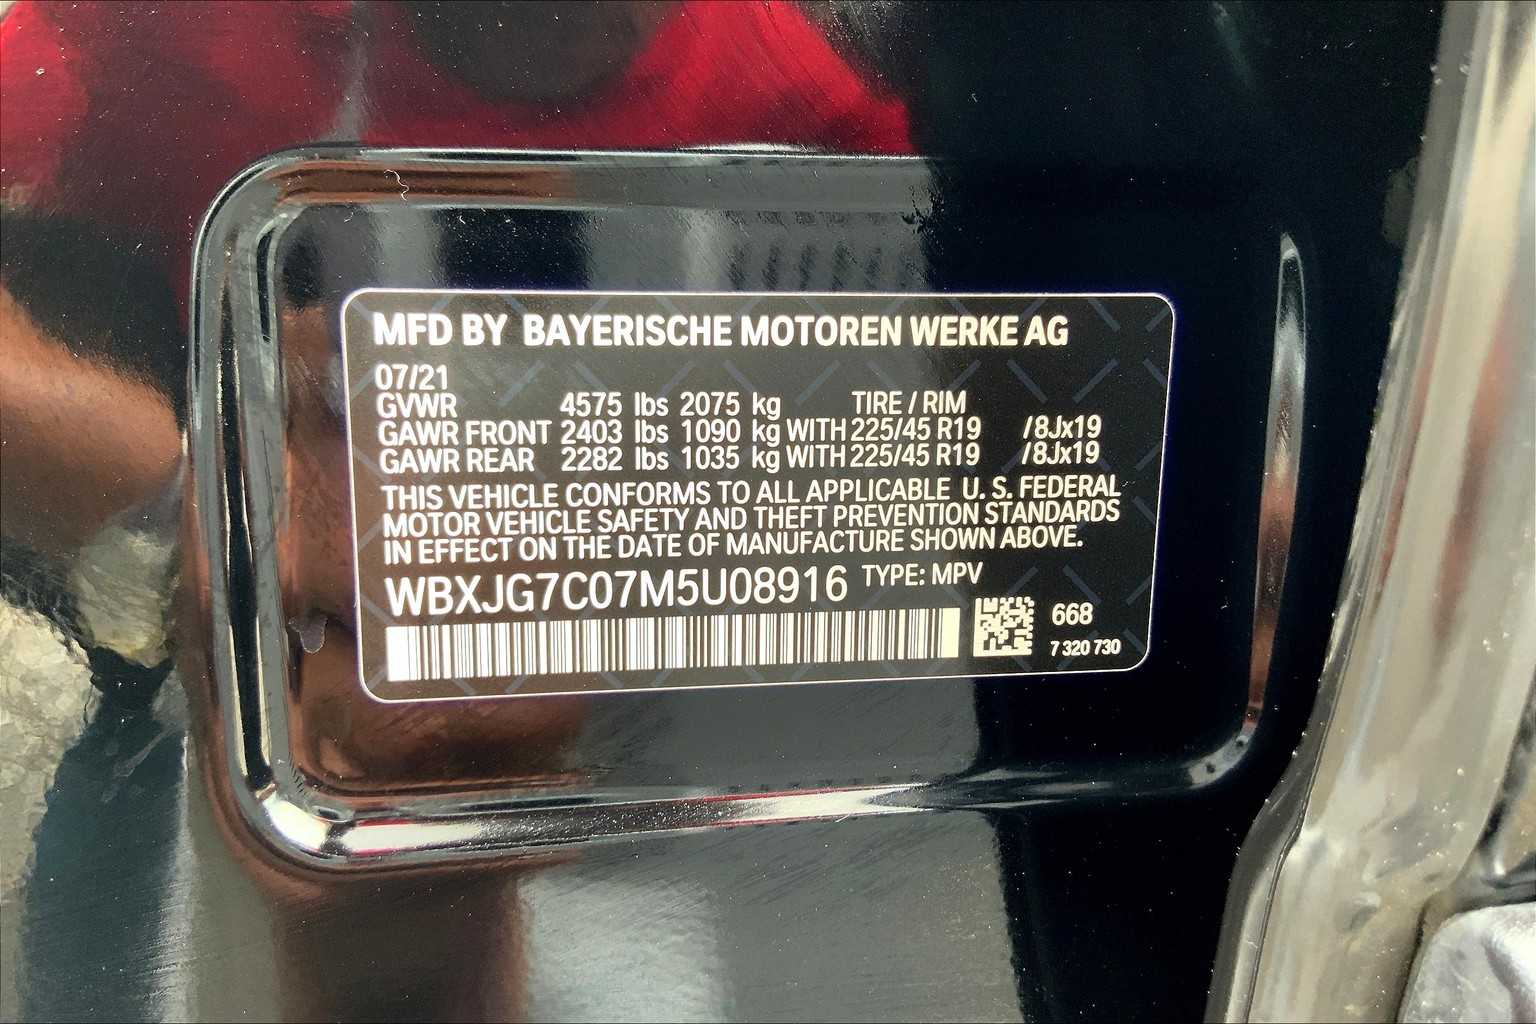 MFD BY BAYERISCHE MOTOREN WERKE AG
07/21
GVWR 4575 lbs 2075 kg TIRE / RIM
GAWR FRONT 2403 lbs 1090 kg WITH 225/45 R19 /8Jx19
GAWR REAR 2282 lbs 1035 kg WITH 225/45 R19 /8Jx19
THIS VEHICLE CONFORMS TO ALL APPLICABLE U. S. FEDERAL
MOTOR VEHICLE SAFETY AND THEFT PREVENTION STANDARDS
IN EFFECT ON THE DATE OF MANUFACTURE SHOWN ABOVE.
WBXJG7C07M5U08916 TYPE: MPV
668
7 320 730